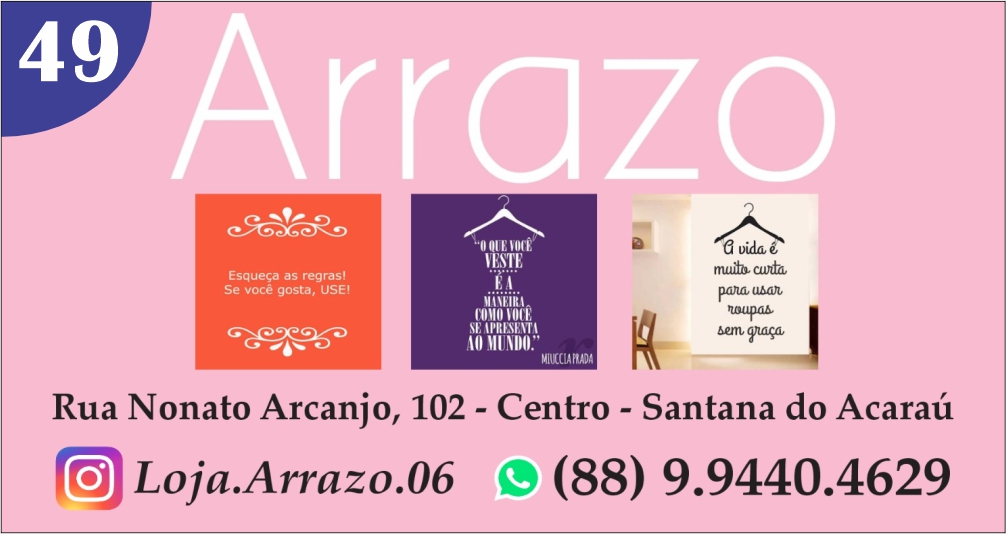 49
Arrazo
Esqueça as regras!
Se você gosta, USE!
“O QUE VOCÊ
VESTE
É A
MANEIRA
COMO VOCÊ
SE APRESENTA
AO MUNDO.”
MIUCCIA PRADA
A vida é
muito curta
para usar
roupas
sem graça
Rua Nonato Arcanjo, 102 - Centro - Santana do Acaraú
Loja.Arrazo.06
(88) 9.9440.4629